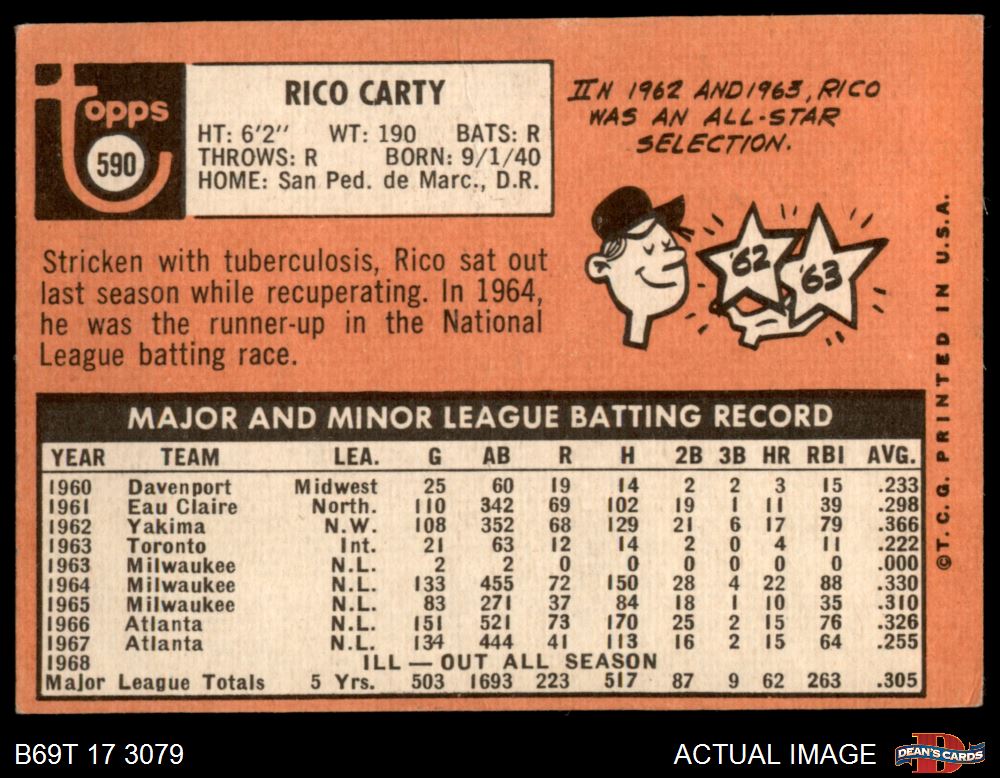 topps
590
RICO CARTY
HT: 6'2" WT: 190 BATS: R
THROWS: R BORN: 9/1/40
HOME: San Ped. de Marc., D.R.
IN 1962 AND 1963, RICO
WAS AN ALL-STAR
SELECTION.
'62
'63
Stricken with tuberculosis, Rico sat out
last season while recuperating. In 1964,
he was the runner-up in the National
League batting race.
MAJOR AND MINOR LEAGUE BATTING RECORD
YEAR TEAM LEA. G AB R H 2B 3B HR RBI AVG.
1960 Davenport Midwest 25 60 19 14 2 2 3 15 .233
1961 Eau Claire North. 110 342 69 102 19 1 11 39 .298
1962 Yakima N.W. 108 352 68 129 21 6 17 79 .366
1963 Toronto Int. 21 63 12 14 2 0 4 11 .222
1963 Milwaukee N.L. 2 2 0 0 0 0 0 0 .000
1964 Milwaukee N.L. 133 455 72 150 28 4 22 88 .330
1965 Milwaukee N.L. 83 271 37 84 18 1 10 35 .310
1966 Atlanta N.L. 151 521 73 170 25 2 15 76 .326
1967 Atlanta N.L. 134 444 41 113 16 2 15 64 .255
1968 ILL — OUT ALL SEASON
Major League Totals 5 Yrs. 503 1693 223 517 87 9 62 263 .305
©T.C.G. PRINTED IN U.S.A.
B69T 17 3079
ACTUAL IMAGE
D
DEAN'S CARDS